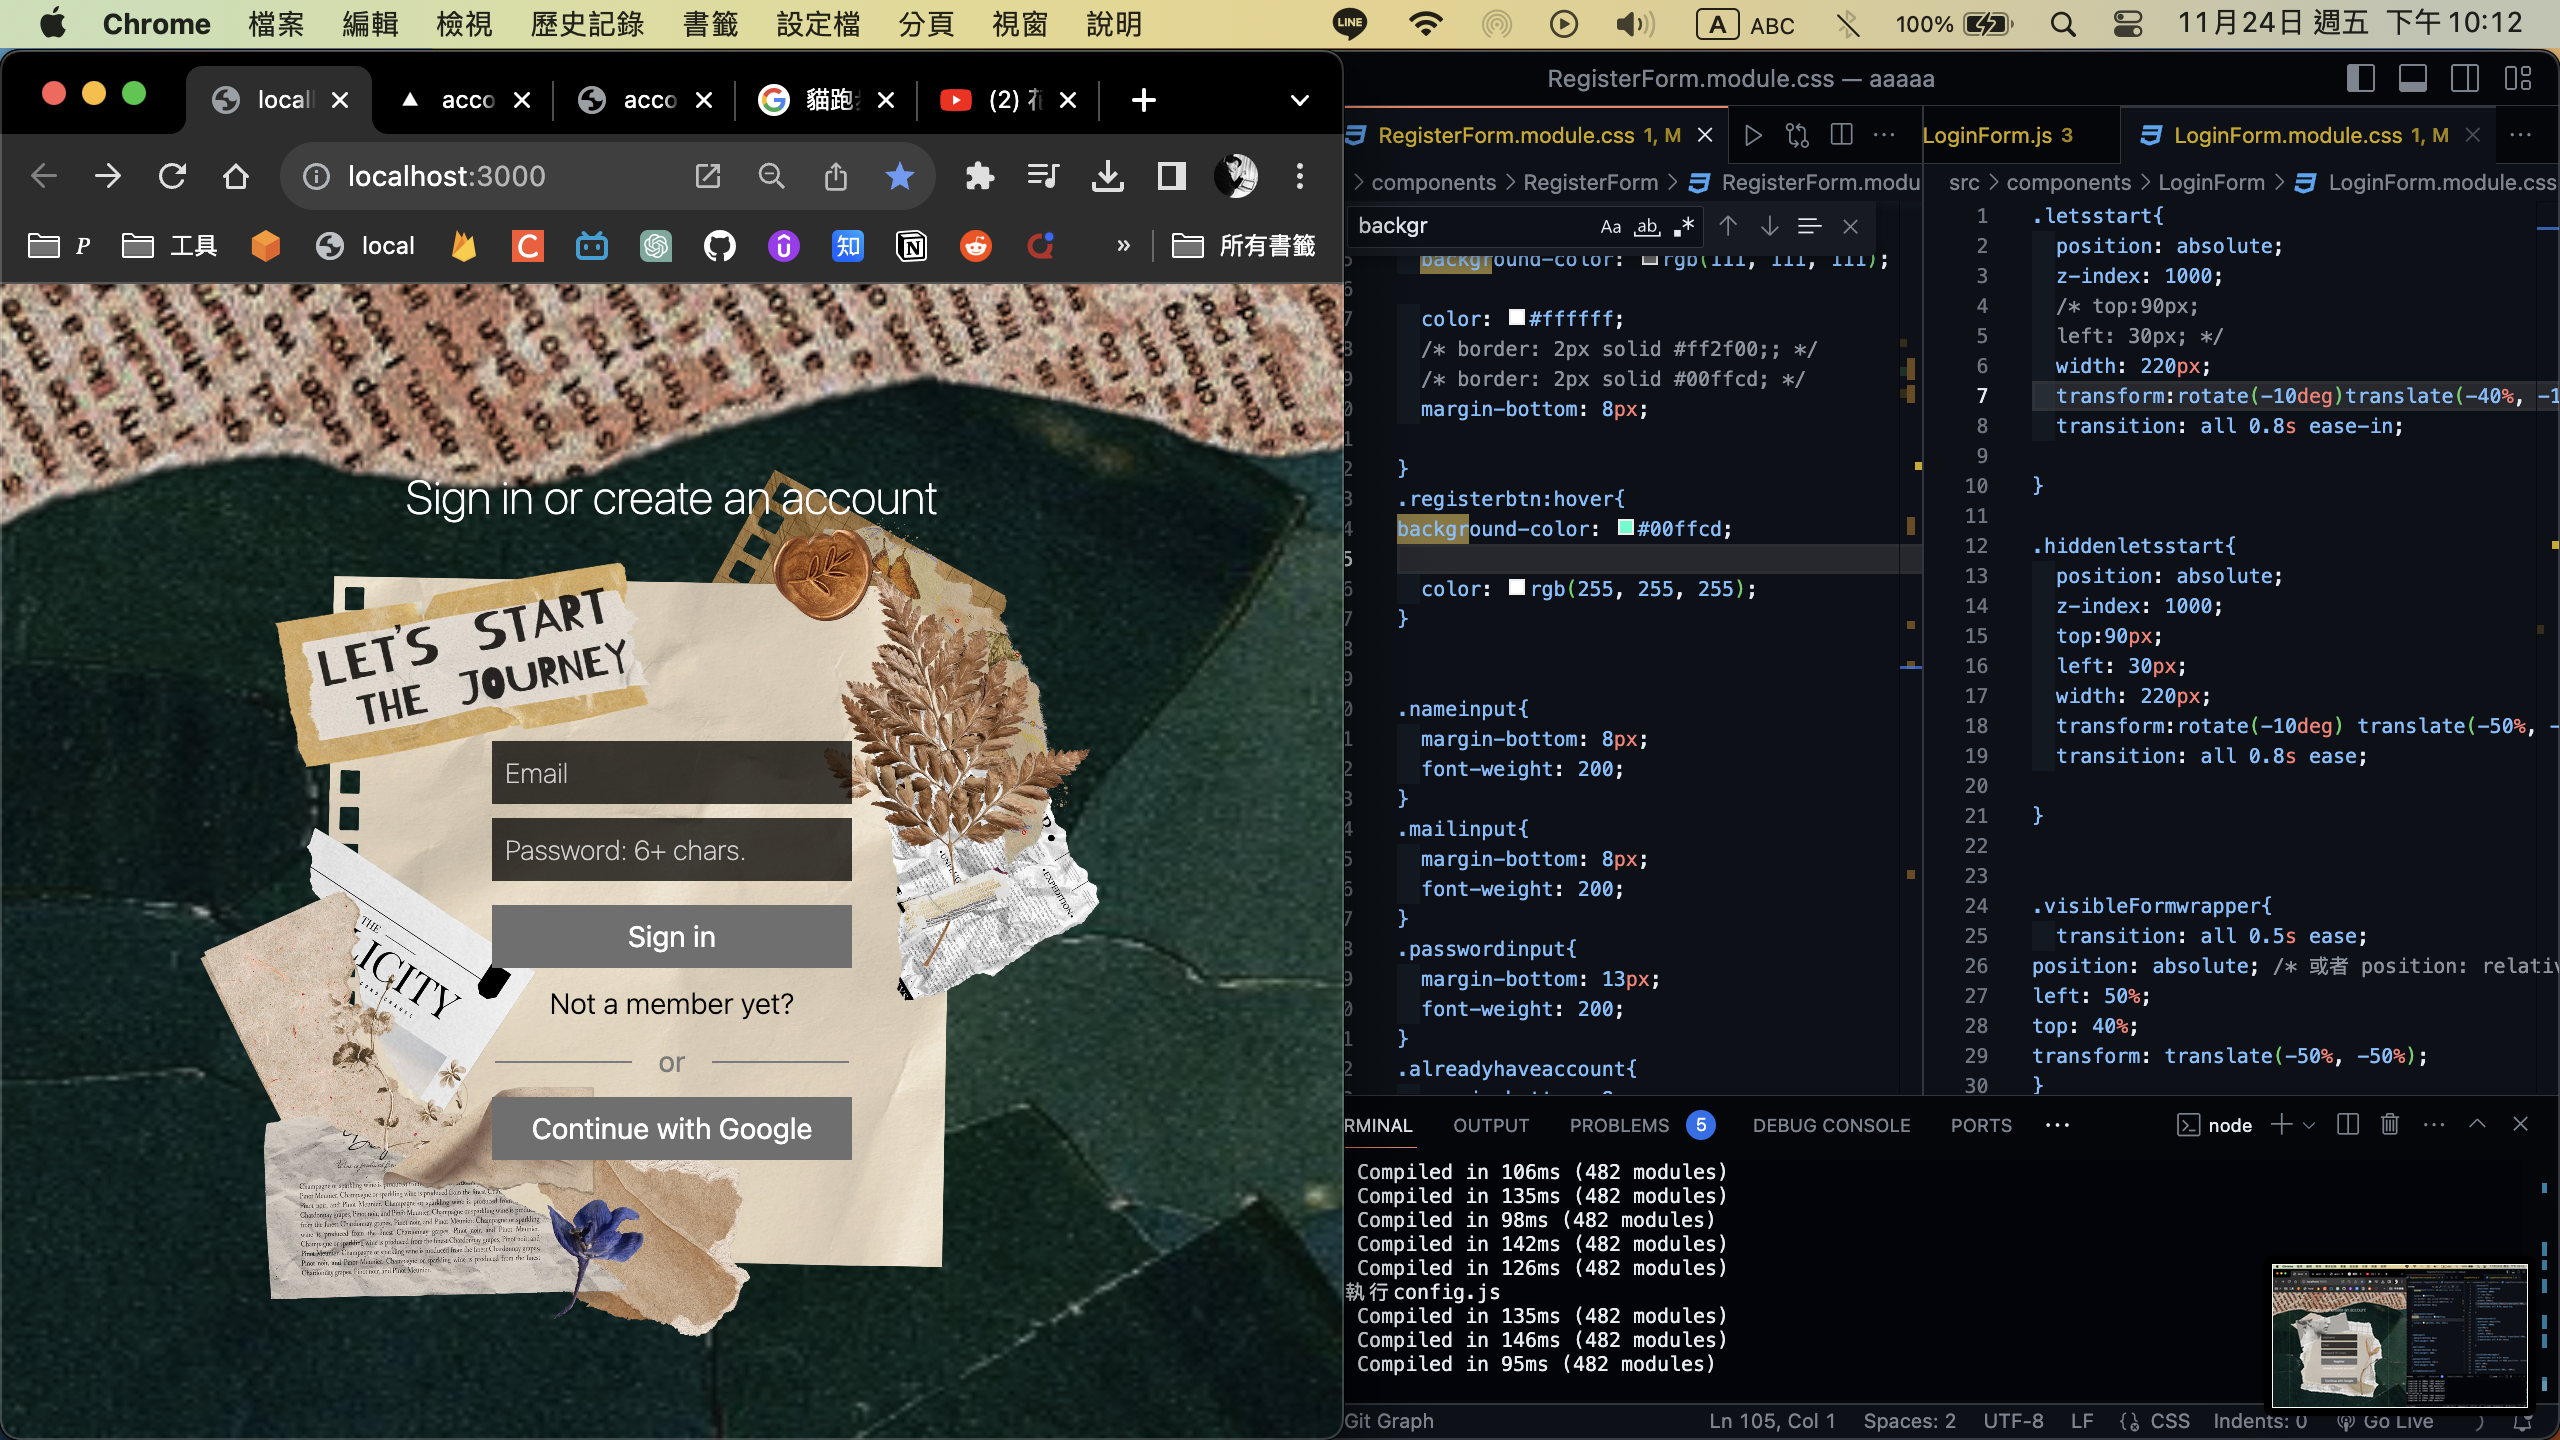 Chrome 檔案 編輯 檢視 歷史記錄 書籤 設定檔 分頁 視窗 說明 LINE A ABC 100% 11月24日 週五 下午10:12
locall acco acco 貓跑 (2)
localhost:3000
P 工具 local 知 » 所有書籤
Sign in or create an account
LET'S START
THE JOURNEY
Email
Password: 6+ chars.
Sign in
THE
LICITY
Not a member yet?
or
Continue with Google
EXPEDITION
RegisterForm.module.css — aaaaa
RegisterForm.module.css 1, M
components > RegisterForm > RegisterForm.modu
backgr Aa ab .*
background-color: rgb(111, 111, 111);
color: #ffffff;
/* border: 2px solid #ff2f00;; */
/* border: 2px solid #00ffcd; */
margin-bottom: 8px;
}
.registerbtn:hover{
background-color: #00ffcd;
color: rgb(255, 255, 255);
}
.nameinput{
margin-bottom: 8px;
font-weight: 200;
}
.mailinput{
margin-bottom: 8px;
font-weight: 200;
}
.passwordinput{
margin-bottom: 13px;
font-weight: 200;
}
.alreadyhaveaccount{
LoginForm.js 3 LoginForm.module.css 1, M
src > components > LoginForm > LoginForm.module.css
1 .letsstart{
2 position: absolute;
3 z-index: 1000;
4 /* top:90px;
5 left: 30px; */
6 width: 220px;
7 transform:rotate(-10deg)translate(-40%, -1
8 transition: all 0.8s ease-in;
9
10 }
11
12 .hiddenletsstart{
13 position: absolute;
14 z-index: 1000;
15 top:90px;
16 left: 30px;
17 width: 220px;
18 transform:rotate(-10deg) translate(-50%, -
19 transition: all 0.8s ease;
20
21 }
22
23
24 .visibleFormwrapper{
25 transition: all 0.5s ease;
26 position: absolute; /* 或者 position: relativ
27 left: 50%;
28 top: 40%;
29 transform: translate(-50%, -50%);
30 }
RMINAL OUTPUT PROBLEMS 5 DEBUG CONSOLE PORTS ··· node
Compiled in 106ms (482 modules)
Compiled in 135ms (482 modules)
Compiled in 98ms (482 modules)
Compiled in 142ms (482 modules)
Compiled in 126ms (482 modules)
執行config.js
Compiled in 135ms (482 modules)
Compiled in 146ms (482 modules)
Compiled in 95ms (482 modules)
Git Graph Ln 105, Col 1 Spaces: 2 UTF-8 LF CSS Indents: 0 Go Live